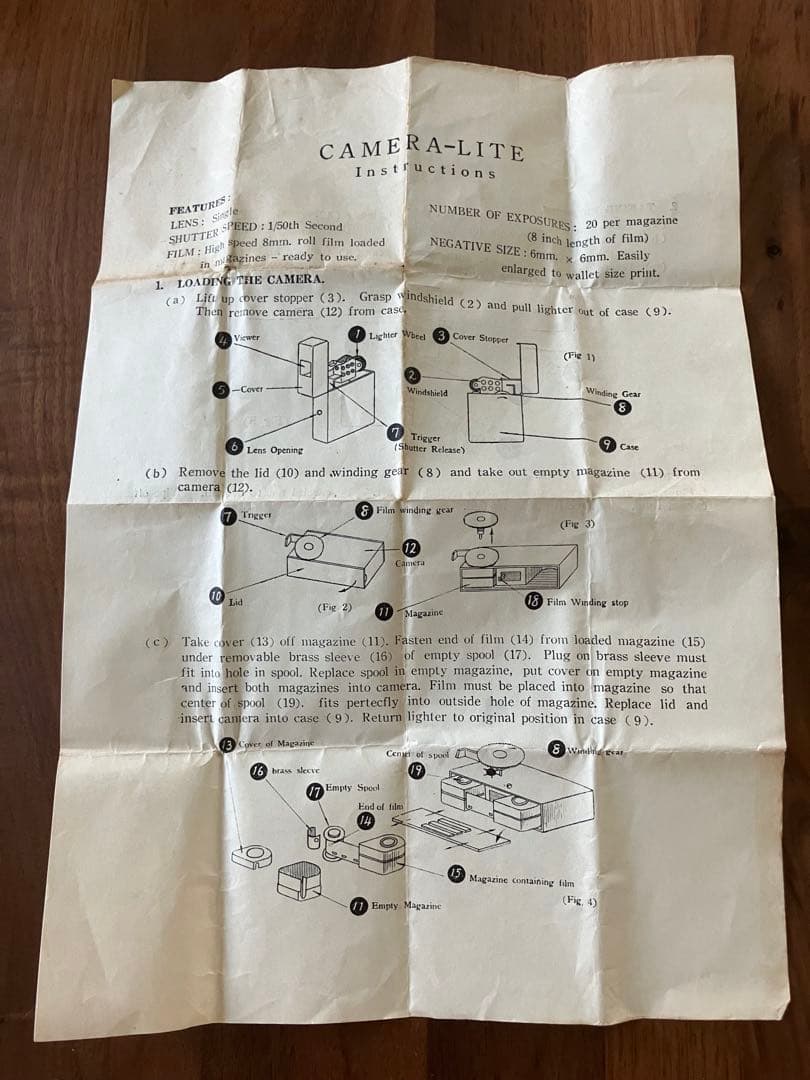 CAMERA-LITE
Instructions
FEATURES:
LENS: Single
SHUTTER SPEED : 1/50th Second
FILM : High speed 8mm. roll film loaded
in magazines - ready to use.
NUMBER OF EXPOSURES: 20 per magazine
(8 inch length of film)
NEGATIVE SIZE : 6mm. × 6mm. Easily
enlarged to wallet size print.
1. LOADING THE CAMERA.
(a) Lift up cover stopper (3). Grasp windshield (2) and pull lighter out of case (9).
Then remove camera (12) from case.
4 Viewer
1 Lighter Wheel
3 Cover Stopper
(Fig 1)
5 Cover
2
Windshield
Winding Gear
8
6 Lens Opening
7 Trigger
(Shutter Release)
9 Case
(b) Remove the lid (10) and winding gear (8) and take out empty magazine (11) from
camera (12).
7 Trigger
8 Film winding gear
(Fig 3)
12
Camera
10 Lid
(Fig 2)
11 Magazine
18 Film Winding stop
(c) Take cover (13) off magazine (11). Fasten end of film (14) from loaded magazine (15)
under removable brass sleeve (16) of empty spool (17). Plug on brass sleeve must
fit into hole in spool. Replace spool in empty magazine, put cover on empty magazine
and insert both magazines into camera. Film must be placed into magazine so that
center of spool (19). fits pertecfly into outside hole of magazine. Replace lid and
insert camera into case (9). Return lighter to original position in case (9).
13 Cover of Magazine
Center of spool
19
8 Winding gear
16 brass sleeve
17 Empty Spool
End of film
14
15 Magazine containing film
11 Empty Magazine
(Fig. 4)